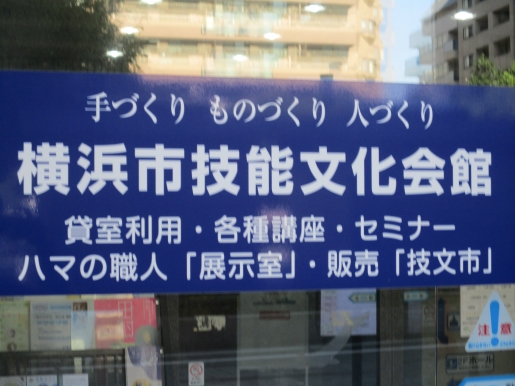 手づくり ものづくり 人づくり
横浜市技能文化会館
貸室利用・各種講座・セミナー
ハマの職人「展示室」・販売「技文市」
注意